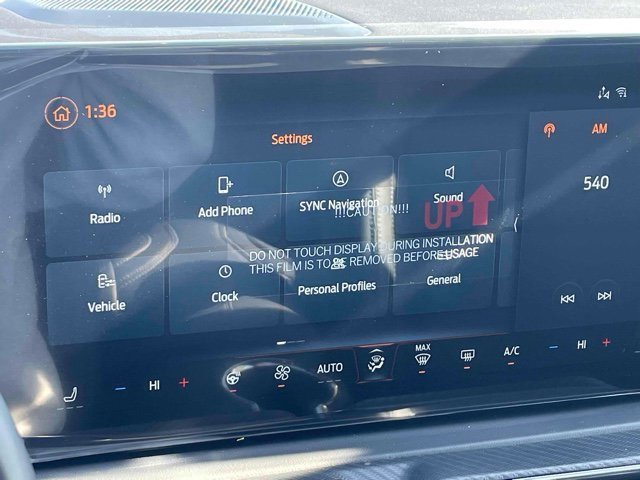 1:36
Settings
AM
540
Radio
Add Phone
SYNC Navigation
Sound
!!!CAUTION!!!
UP
DO NOT TOUCH DISPLAY DURING INSTALLATION
THIS FILM IS TO BE REMOVED BEFORE USAGE
Vehicle
Clock
Personal Profiles
General
HI
AUTO
MAX
A/C
HI